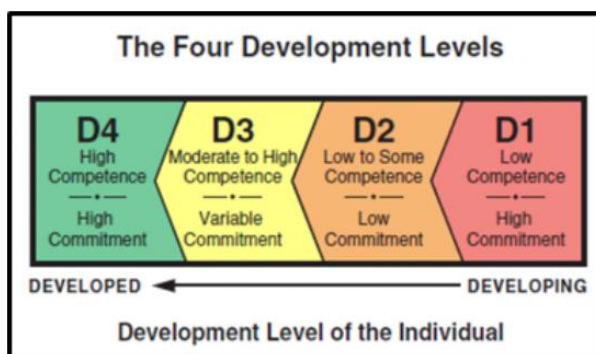 The Four Development Levels
D4
High
Competence
High
Commitment
D3
Moderate to High
Competence
Variable
Commitment
D2
Low to Some
Competence
Low
Commitment
D1
Low
Competence
High
Commitment
DEVELOPED
DEVELOPING
Development Level of the Individual